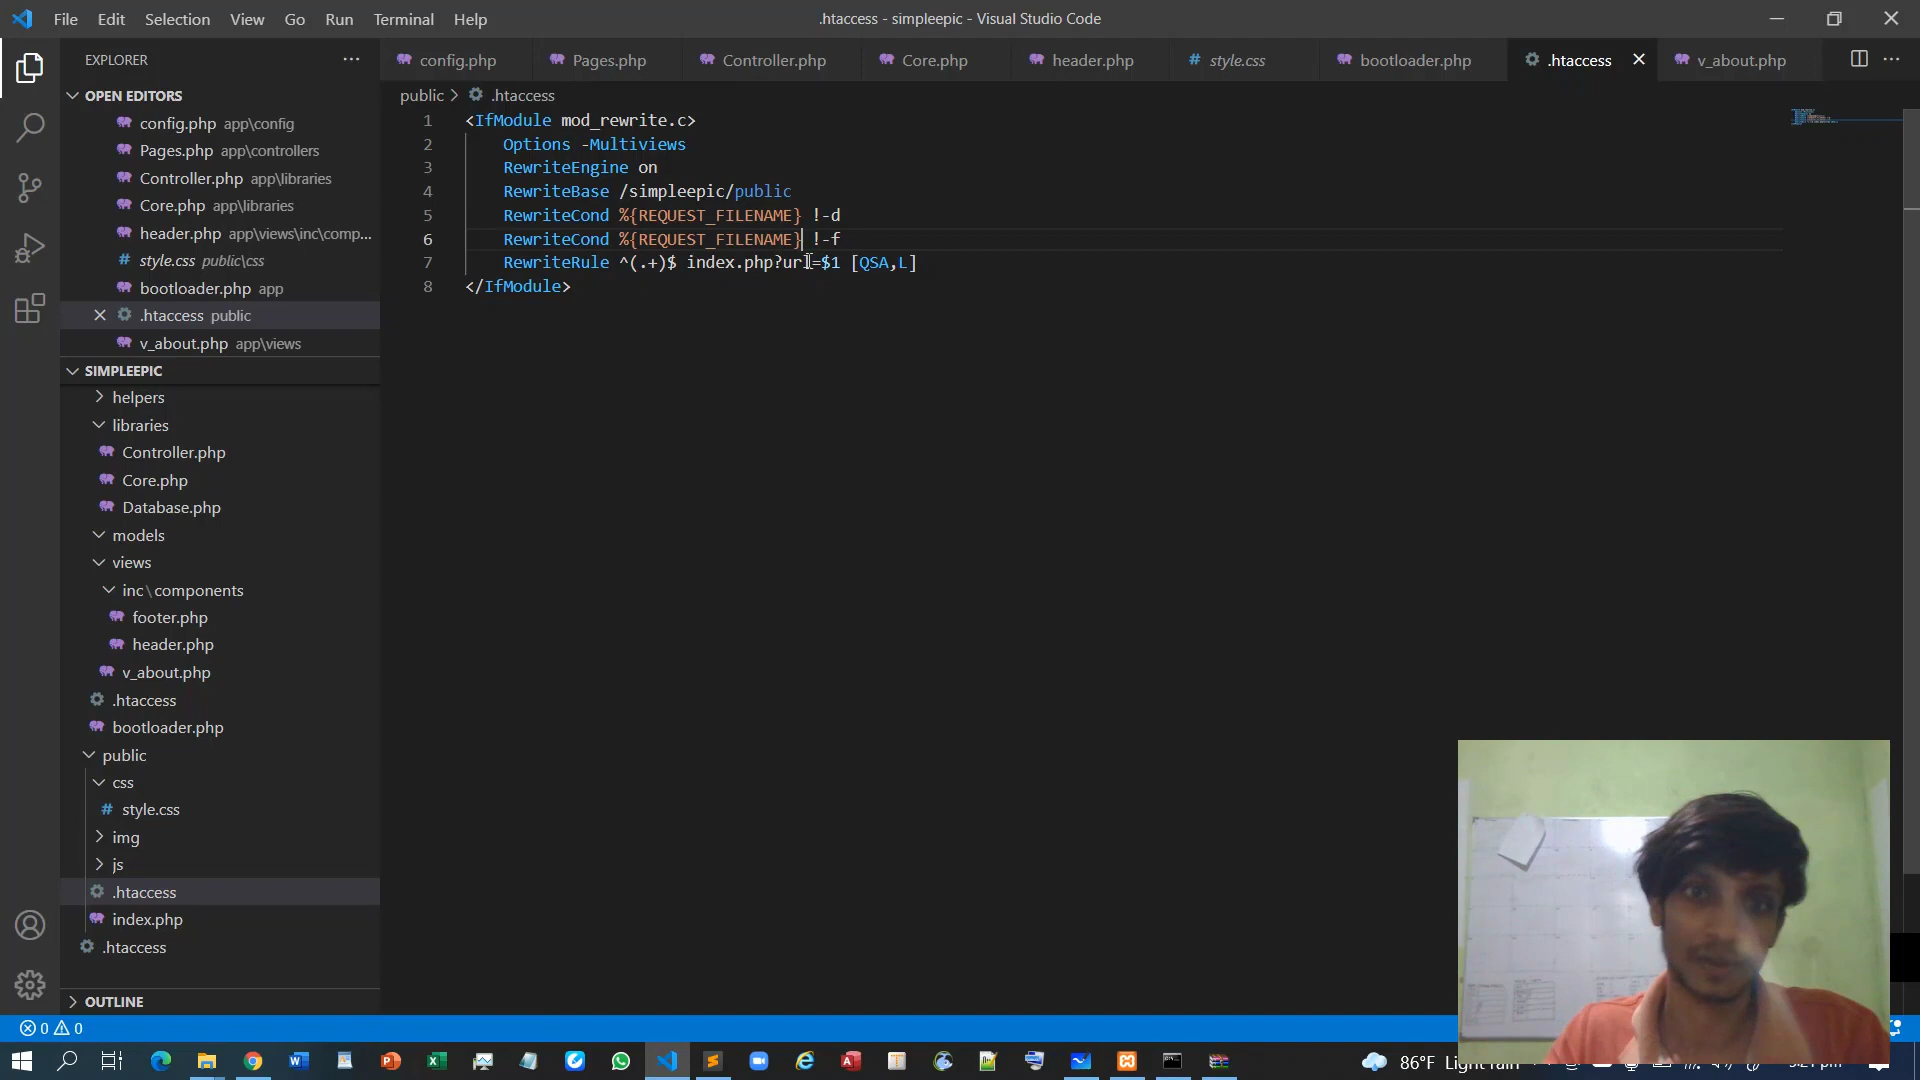 File Edit Selection View Go Run Terminal Help
.htaccess - simpleepic - Visual Studio Code
EXPLORER
OPEN EDITORS
config.php app\config
Pages.php app\controllers
Controller.php app\libraries
Core.php app\libraries
header.php app\views\inc\comp...
style.css public\css
bootloader.php app
.htaccess public
v_about.php app\views
SIMPLEEPIC
helpers
libraries
Controller.php
Core.php
Database.php
models
views
inc\components
footer.php
header.php
v_about.php
.htaccess
bootloader.php
public
css
style.css
img
js
.htaccess
index.php
.htaccess
OUTLINE
config.php Pages.php Controller.php Core.php header.php style.css bootloader.php .htaccess v_about.php
public > .htaccess
1 <IfModule mod_rewrite.c>
2 Options -Multiviews
3 RewriteEngine on
4 RewriteBase /simpleepic/public
5 RewriteCond %{REQUEST_FILENAME} !-d
6 RewriteCond %{REQUEST_FILENAME} !-f
7 RewriteRule ^(.+)$ index.php?url=$1 [QSA,L]
8 </IfModule>
0 0
86°F Light rain